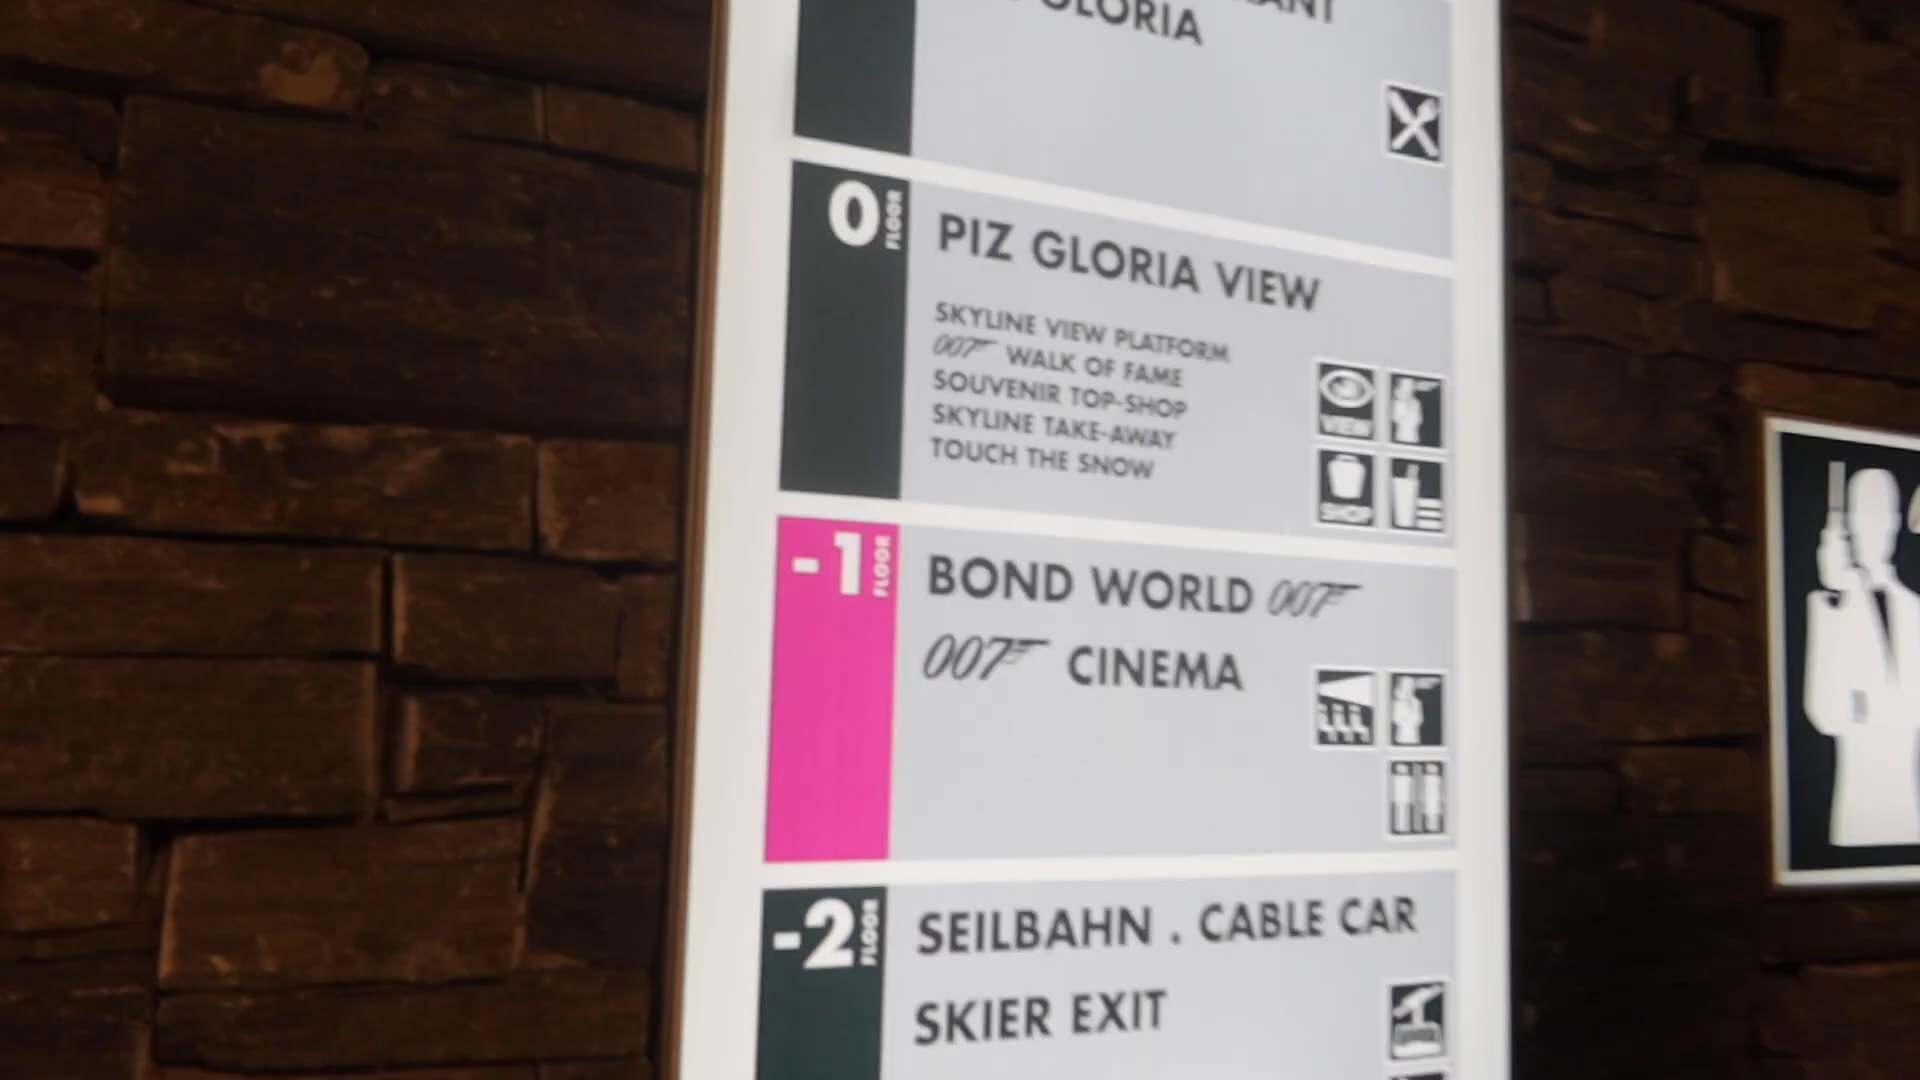 GLORIA
0 FLOOR
PIZ GLORIA VIEW
SKYLINE VIEW PLATFORM
007 WALK OF FAME
SOUVENIR TOP-SHOP
SKYLINE TAKE-AWAY
TOUCH THE SNOW
VIEW
SHOP
-1 FLOOR
BOND WORLD 007
007 CINEMA
-2 FLOOR
SEILBAHN . CABLE CAR
SKIER EXIT